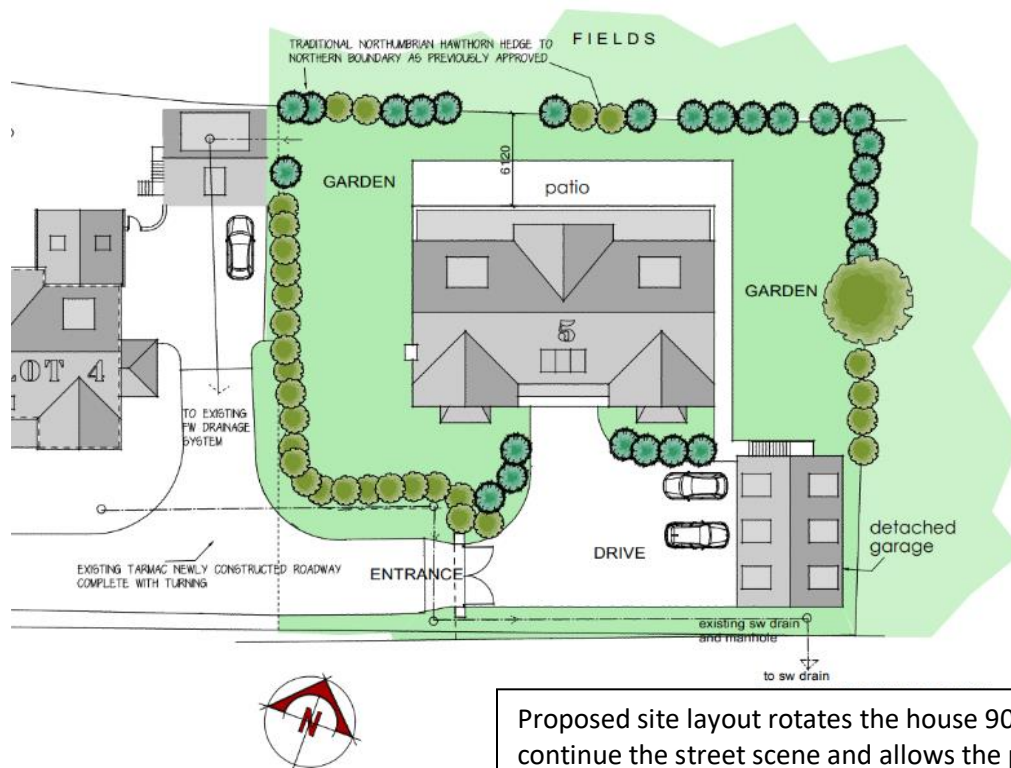 TRADITIONAL NORTHUMBRIAN HAWTHORN HEDGE TO
NORTHERN BOUNDARY AS PREVIOUSLY APPROVED
FIELDS
6120
GARDEN
patio
GARDEN
5
LOT 4
TO EXISTING
FW DRAINAGE
SYSTEM
detached
garage
DRIVE
EXISTING TARMAC NEWLY CONSTRUCTED ROADWAY
COMPLETE WITH TURNING
ENTRANCE
existing sw drain
and manhole
to sw drain
N
Proposed site layout rotates the house 90
continue the street scene and allows the p